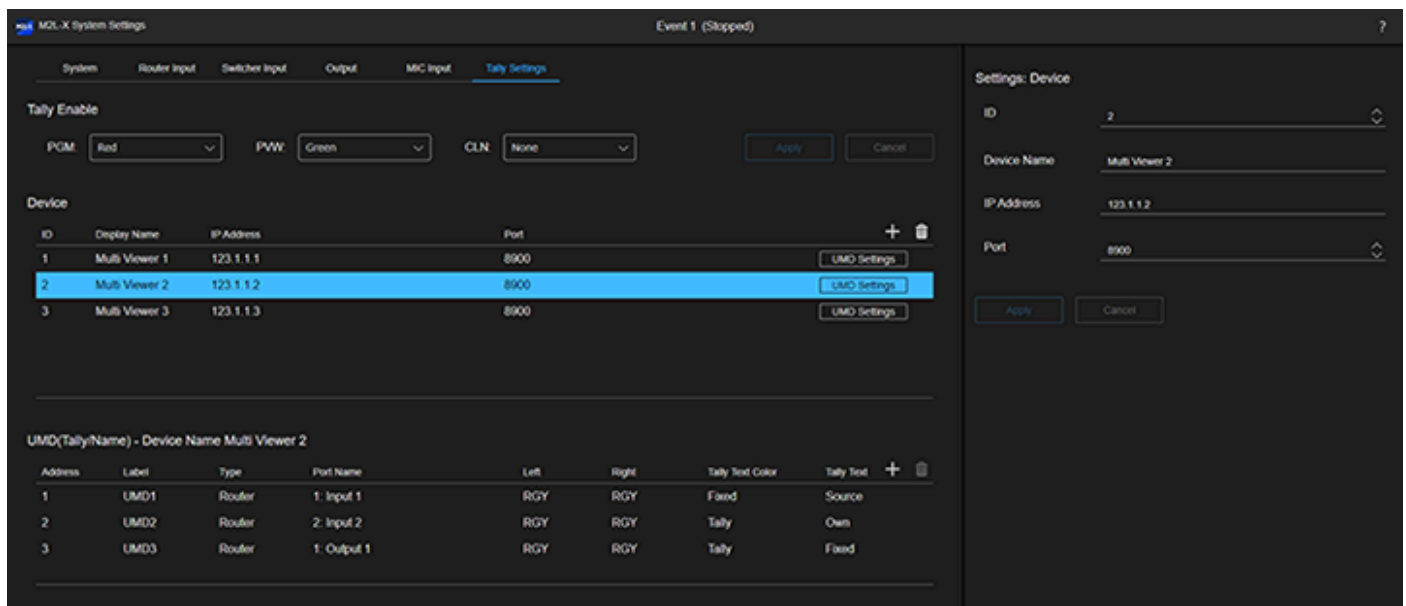 M2L-X M2L-X System Settings Event 1 (Stopped) ?
System Router Input Switcher Input Output MIC Input Tally Settings
Tally Enable
PGM: Red PVW: Green CLN: None Apply Cancel
Device
ID Display Name IP Address Port
1 Multi Viewer 1 123.1.1.1 8900 UMD Settings
2 Multi Viewer 2 123.1.1.2 8900 UMD Settings
3 Multi Viewer 3 123.1.1.3 8900 UMD Settings
UMD(Tally/Name) - Device Name Multi Viewer 2
Address Label Type Port Name Left Right Tally Text Color Tally Text
1 UMD1 Router 1: Input 1 RGY RGY Fixed Source
2 UMD2 Router 2: Input 2 RGY RGY Tally Own
3 UMD3 Router 1: Output 1 RGY RGY Tally Fixed
Settings: Device
ID 2
Device Name Multi Viewer 2
IP Address 123.1.1.2
Port 8900
Apply Cancel